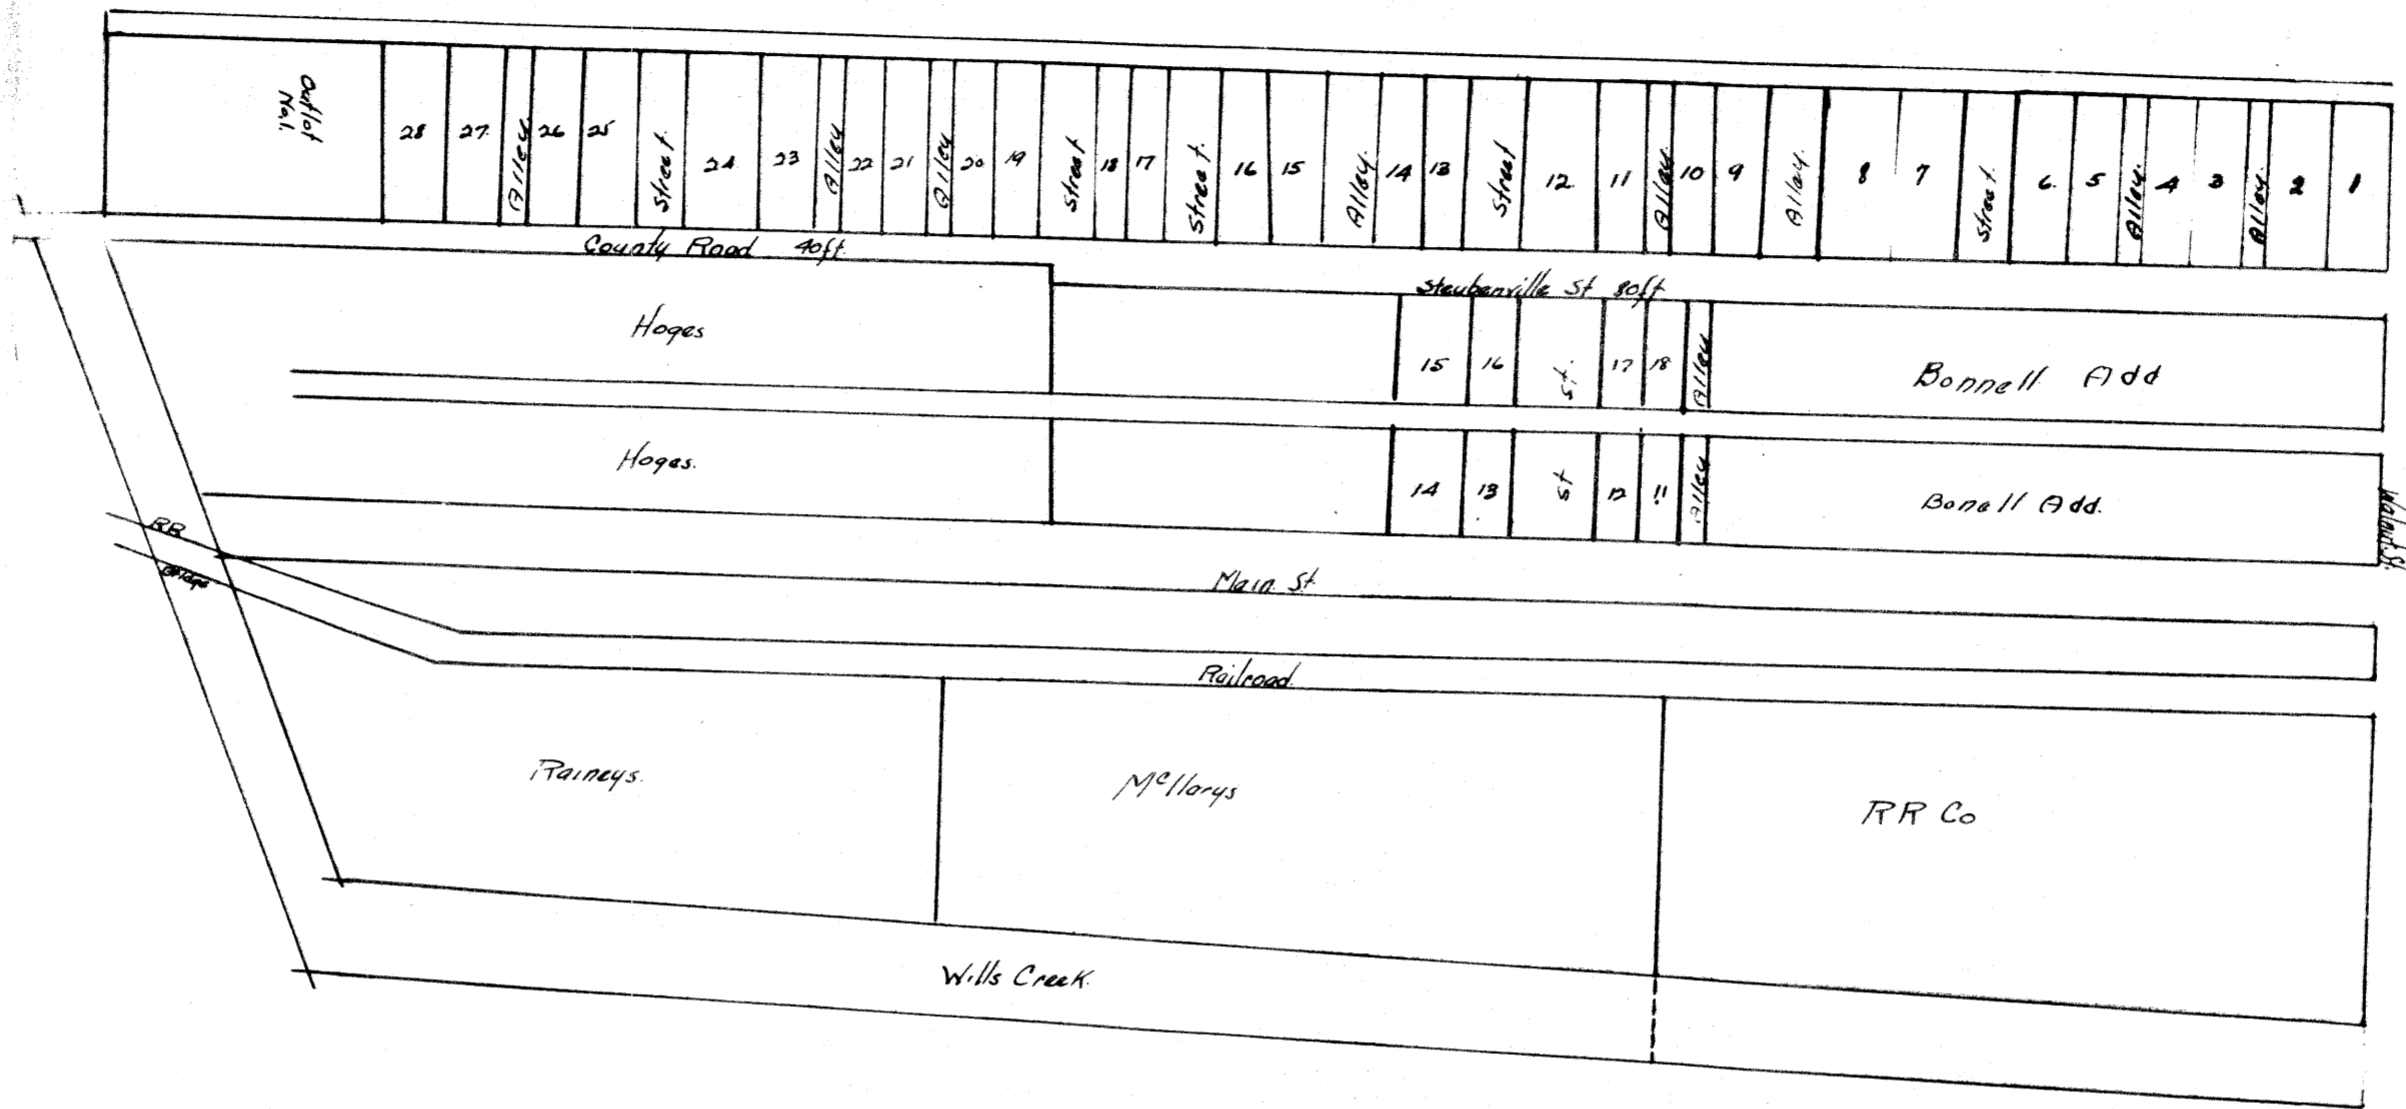 Outlot
No 1.
28 27. Alley 26 25 Street. 24 23 Alley 22 21 Alley 20 19 Street 18 17 Street. 16 15 Alley. 14 13 Street 12. 11 Alley. 10 9 Alley. 8 7 Street. 6. 5 Alley. 4 3 Alley. 2 1
County Road 40ft.
Steubenville St 80ft
Hoges
15 16 St. 17 18 Alley
Bonnell Add
Hoges.
14 13 St 12 11 Alley
Bonell Add.
Walnut St.
RR
Bridge
Main St.
Railroad.
Raineys.
McIlarys
RR Co
Wills Creek.